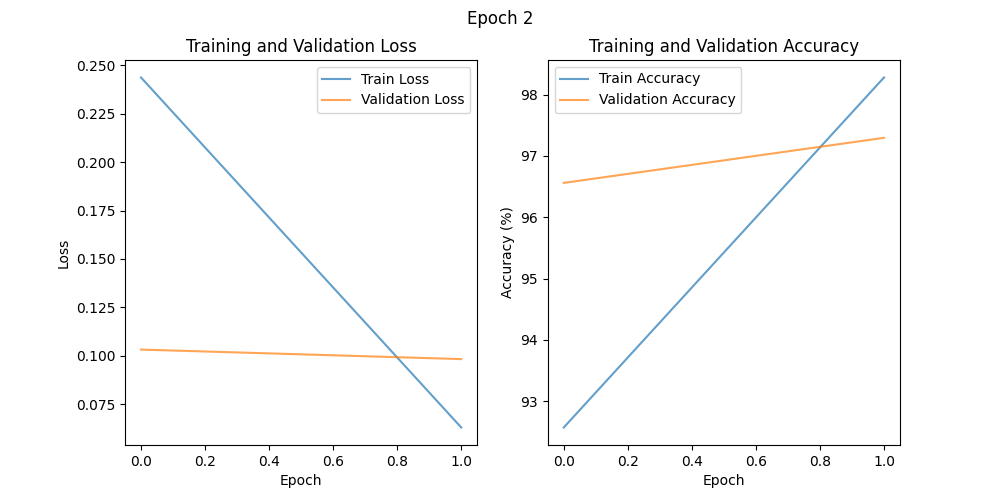 Epoch 2
Training and Validation Loss
0.250
0.225
0.200
0.175
0.150
0.125
0.100
0.075
Loss
Train Loss
Validation Loss
0.0 0.2 0.4 0.6 0.8 1.0
Epoch
Training and Validation Accuracy
98
97
96
95
94
93
Accuracy (%)
Train Accuracy
Validation Accuracy
0.0 0.2 0.4 0.6 0.8 1.0
Epoch